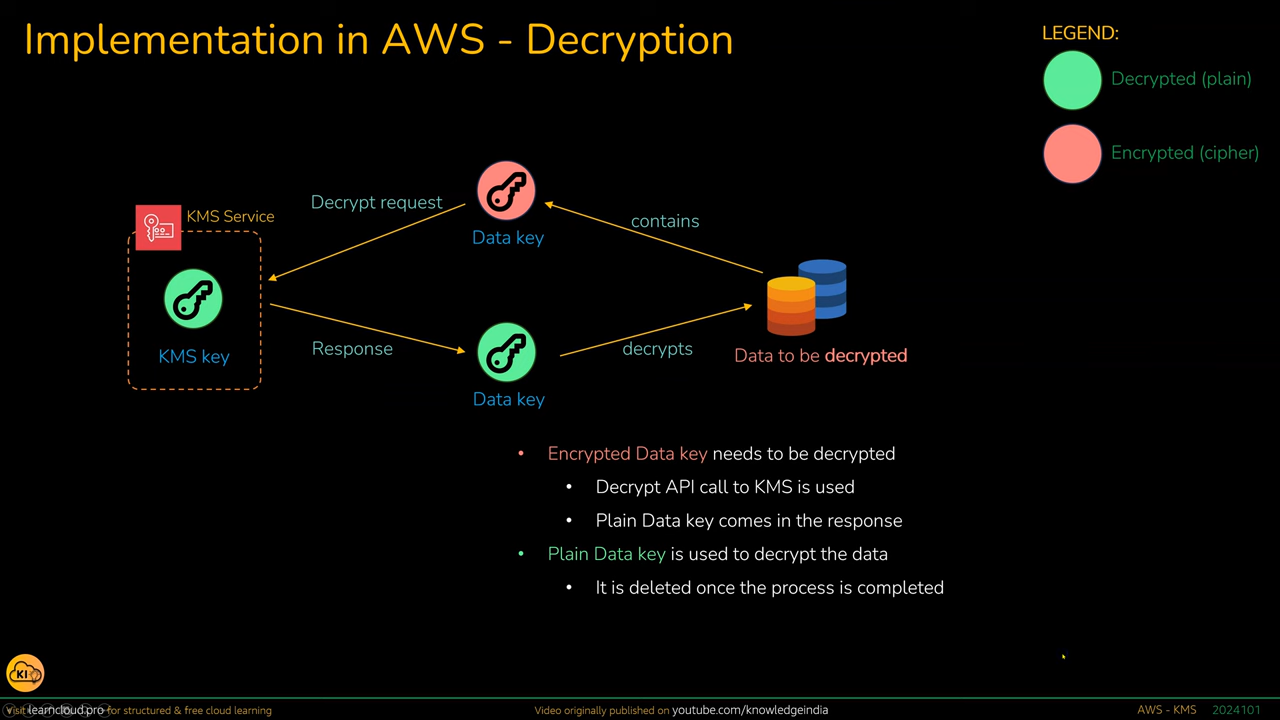 Implementation in AWS - Decryption
LEGEND:
Decrypted (plain)
Encrypted (cipher)
KMS Service
KMS key
Decrypt request
Data key
contains
Response
Data key
decrypts
Data to be decrypted
• Encrypted Data key needs to be decrypted
• Decrypt API call to KMS is used
• Plain Data key comes in the response
• Plain Data key is used to decrypt the data
• It is deleted once the process is completed
KI
Visit learncloud.pro for structured & free cloud learning
Video originally published on youtube.com/knowledgeindia
AWS - KMS 2024101